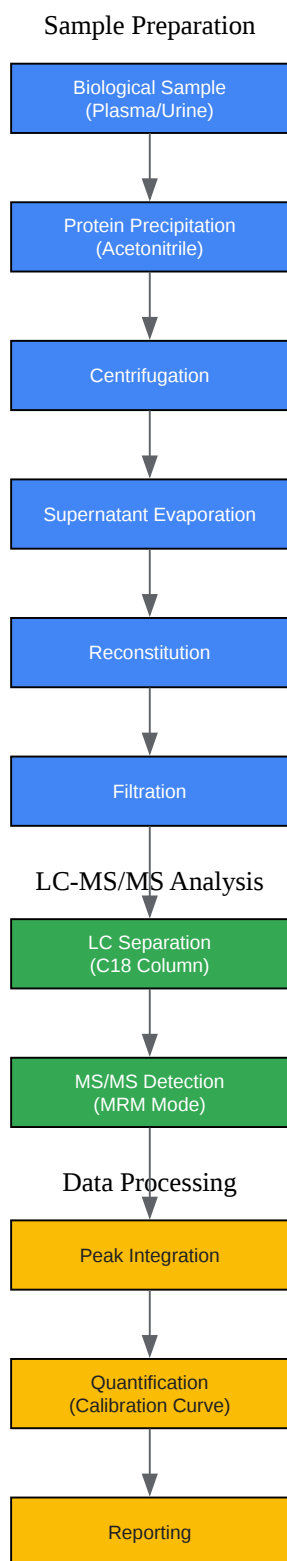 Sample Preparation
Biological Sample
(Plasma/Urine)
Protein Precipitation
(Acetonitrile)
Centrifugation
Supernatant Evaporation
Reconstitution
Filtration
LC-MS/MS Analysis
LC Separation
(C18 Column)
MS/MS Detection
(MRM Mode)
Data Processing
Peak Integration
Quantification
(Calibration Curve)
Reporting